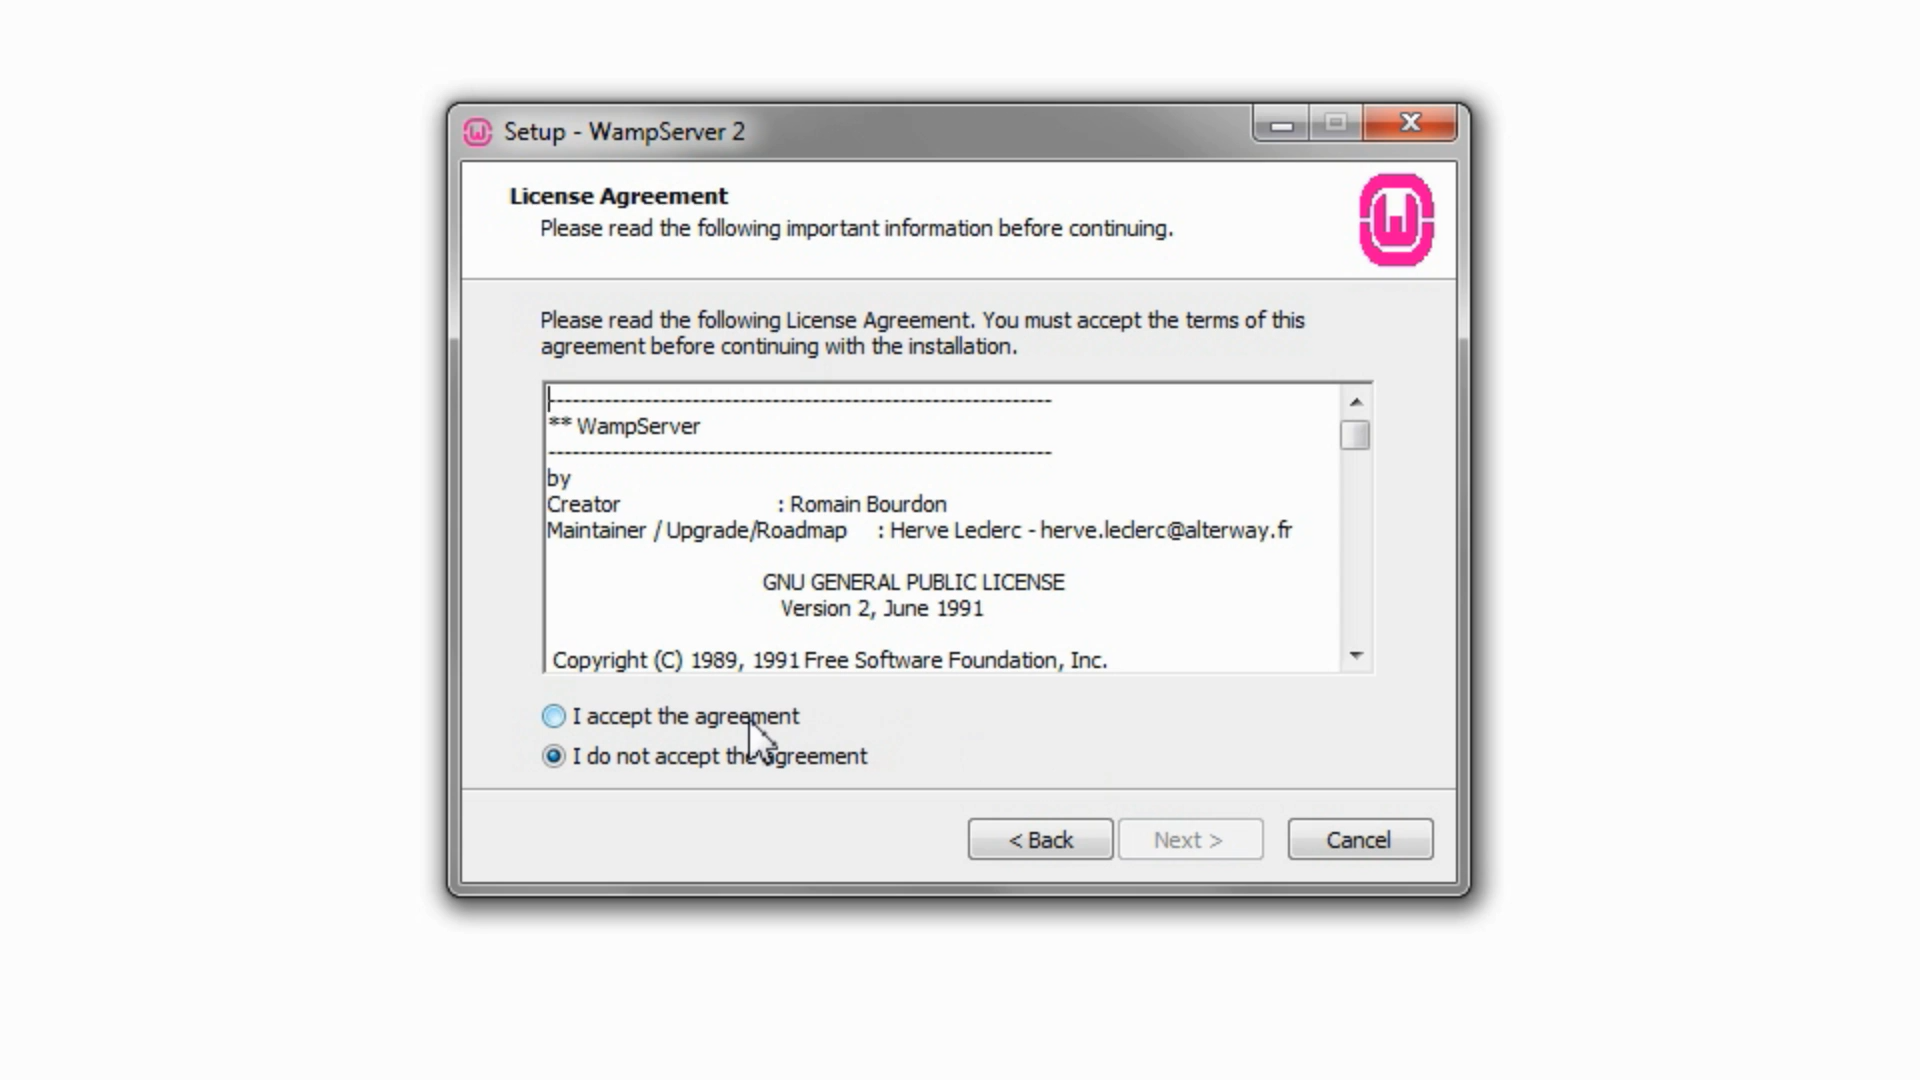 Setup - WampServer 2
License Agreement
Please read the following important information before continuing.
Please read the following License Agreement. You must accept the terms of this
agreement before continuing with the installation.
--------------------------------------------------------------------------------
** WampServer
--------------------------------------------------------------------------------
by
Creator : Romain Bourdon
Maintainer / Upgrade/Roadmap : Herve Leclerc - herve.leclerc@alterway.fr
GNU GENERAL PUBLIC LICENSE
Version 2, June 1991
Copyright (C) 1989, 1991 Free Software Foundation, Inc.
I accept the agreement
I do not accept the agreement
< Back Next > Cancel